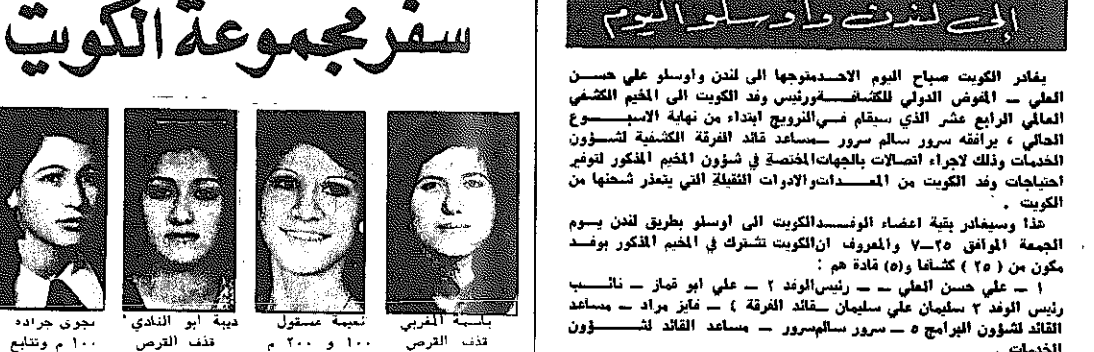 إلى لندن وأوسلو اليوم
يغادر الكويت صباح اليوم الاحد متوجها الى لندن واوسلو علي حسن
العلي — المفوض الدولي للكشافة ورئيس وفد الكويت الى المخيم الكشفي
العالمي الرابع عشر الذي سيقام في النرويج ابتداء من نهاية الاسبوع
الحالي ، يرافقه سرور سالم سرور — مساعد قائد الفرقة الكشفية لشؤون
الخدمات وذلك لاجراء اتصالات بالجهات المختصة في شؤون المخيم المذكور لتوفير
احتياجات وفد الكويت من المعدات والادوات الثقيلة التي يتعذر شحنها من
الكويت .
هذا وسيغادر بقية اعضاء الوفد الكويت الى اوسلو بطريق لندن يوم
الجمعة الموافق ٢٥—٧ والمعروف ان الكويت تشترك في المخيم المذكور بوفد
مكون من ( ٢٥ ) كشافا و(٥) قادة هم :
١ — علي حسن العلي — — رئيس الوفد ٢ — علي ابو قماز — نائب
رئيس الوفد ٣ سليمان علي سليمان — قائد الفرقة ٤ — فايز مراد — مساعد
القائد لشؤون البرامج ٥ — سرور سالم سرور — مساعد القائد لشؤون
الخدمات .
سفر مجموعة الكويت
باسمة المغربي
قذف القرص
نعيمة عسقول
١٠٠ و ٢٠٠ م
ديبة ابو النادي
قذف القرص
نجوى جراده
١٠٠ م وتتابع